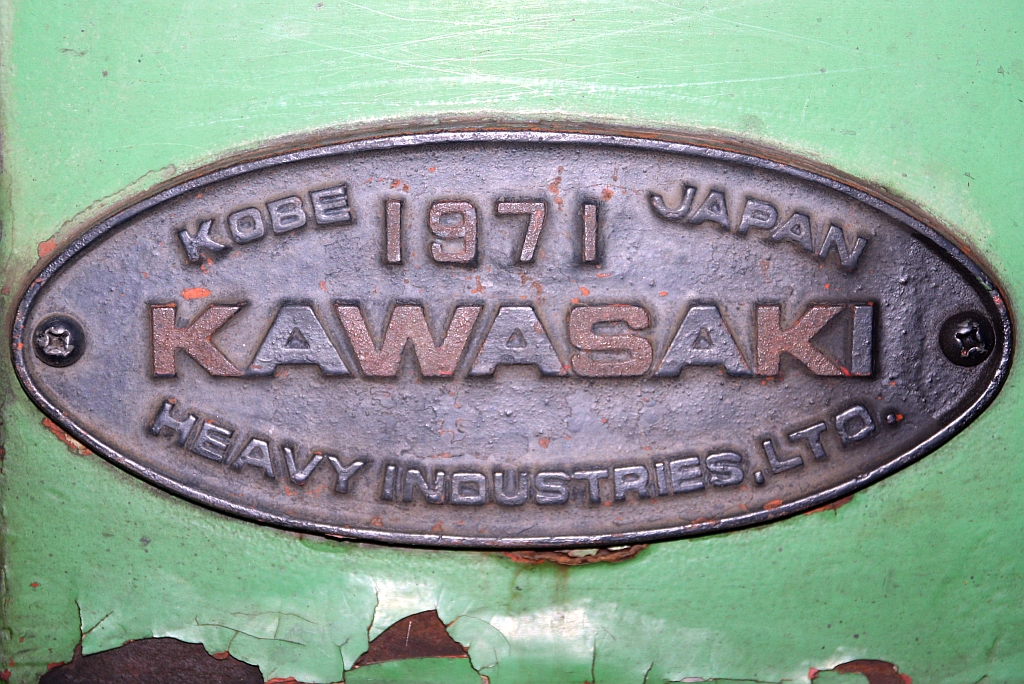 KOBE 1971 JAPAN
KAWASAKI
HEAVY INDUSTRIES, LTD.